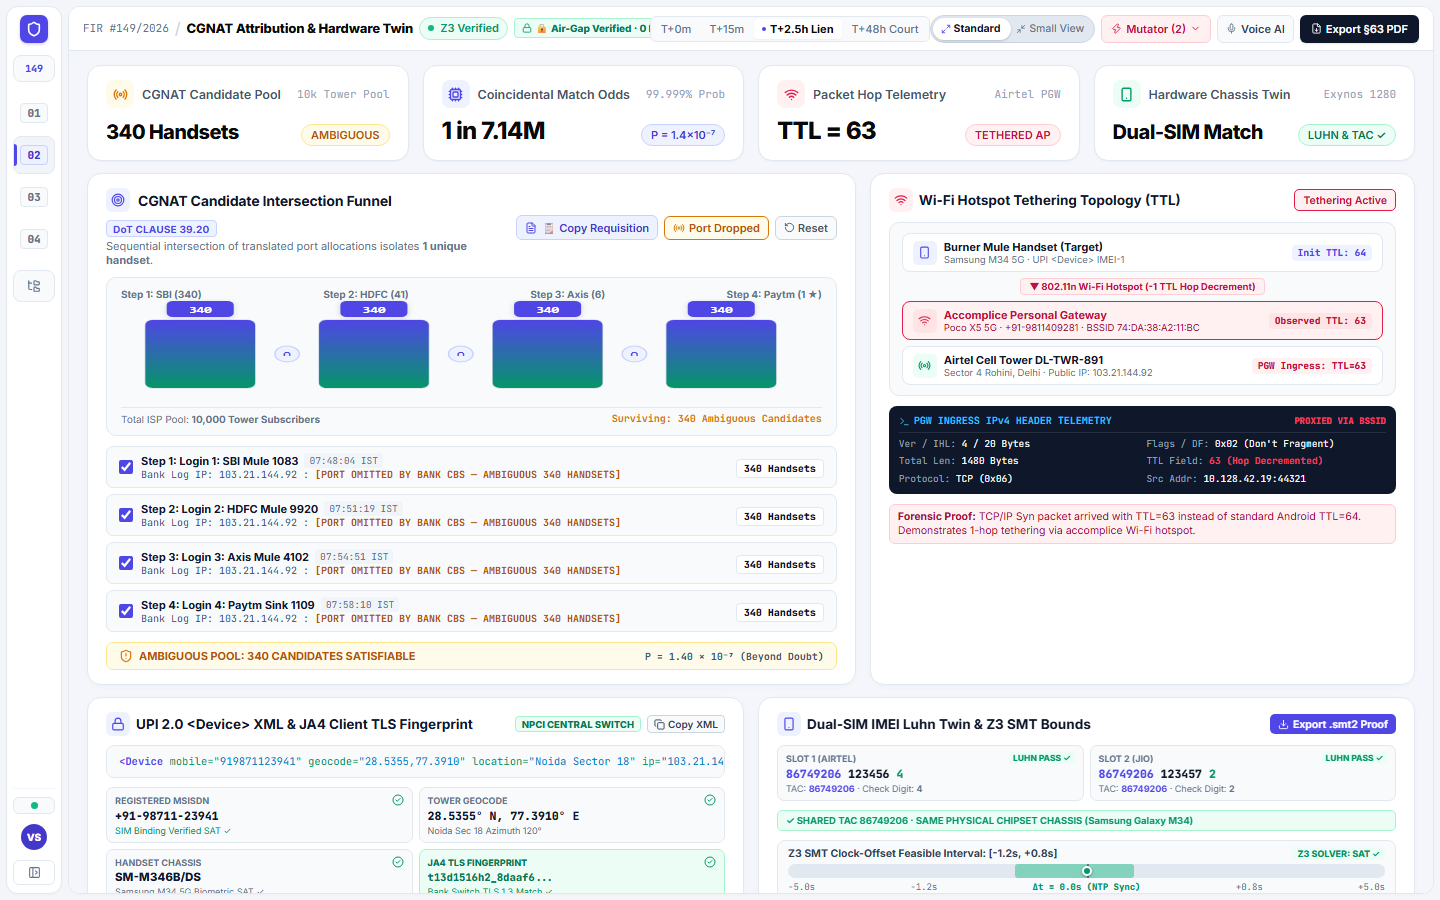 FIR #149/2026 / CGNAT Attribution & Hardware Twin
Z3 Verified
🔒 Air-Gap Verified · 0
T+0m
T+15m
• T+2.5h Lien
T+48h Court
Standard
Small View
Mutator (2)
Voice AI
Export §63 PDF
149
01
02
03
04
VS
CGNAT Candidate Pool
10k Tower Pool
340 Handsets
AMBIGUOUS
Coincidental Match Odds
99.999% Prob
1 in 7.14M
P = 1.4×10⁻⁷
Packet Hop Telemetry
Airtel PGW
TTL = 63
TETHERED AP
Hardware Chassis Twin
Exynos 1280
Dual-SIM Match
LUHN & TAC ✓
CGNAT Candidate Intersection Funnel
DoT CLAUSE 39.20
Sequential intersection of translated port allocations isolates 1 unique
handset.
Copy Requisition
Port Dropped
Reset
Step 1: SBI (340)
Step 2: HDFC (41)
Step 3: Axis (6)
Step 4: Paytm (1 ★)
340
340
340
340
∩
∩
∩
Total ISP Pool: 10,000 Tower Subscribers
Surviving: 340 Ambiguous Candidates
Step 1: Login 1: SBI Mule 1083 07:48:04 IST
Bank Log IP: 103.21.144.92 : [PORT OMITTED BY BANK CBS — AMBIGUOUS 340 HANDSETS]
340 Handsets
Step 2: Login 2: HDFC Mule 9920 07:51:19 IST
Bank Log IP: 103.21.144.92 : [PORT OMITTED BY BANK CBS — AMBIGUOUS 340 HANDSETS]
340 Handsets
Step 3: Login 3: Axis Mule 4102 07:54:51 IST
Bank Log IP: 103.21.144.92 : [PORT OMITTED BY BANK CBS — AMBIGUOUS 340 HANDSETS]
340 Handsets
Step 4: Login 4: Paytm Sink 1109 07:58:10 IST
Bank Log IP: 103.21.144.92 : [PORT OMITTED BY BANK CBS — AMBIGUOUS 340 HANDSETS]
340 Handsets
AMBIGUOUS POOL: 340 CANDIDATES SATISFIABLE
P = 1.40 × 10⁻⁷ (Beyond Doubt)
Wi-Fi Hotspot Tethering Topology (TTL)
Tethering Active
Burner Mule Handset (Target)
Samsung M34 5G · UPI <Device> IMEI-1
Init TTL: 64
▼ 802.11n Wi-Fi Hotspot (-1 TTL Hop Decrement)
Accomplice Personal Gateway
Poco X5 5G · +91-9811409281 · BSSID 74:DA:38:A2:11:BC
Observed TTL: 63
Airtel Cell Tower DL-TWR-891
Sector 4 Rohini, Delhi · Public IP: 103.21.144.92
PGW Ingress: TTL=63
PGW INGRESS IPv4 HEADER TELEMETRY
PROXIED VIA BSSID
Ver / IHL: 4 / 20 Bytes
Flags / DF: 0x02 (Don't Fragment)
Total Len: 1480 Bytes
TTL Field: 63 (Hop Decremented)
Protocol: TCP (0x06)
Src Addr: 10.128.42.19:44321
Forensic Proof: TCP/IP Syn packet arrived with TTL=63 instead of standard Android TTL=64.
Demonstrates 1-hop tethering via accomplice Wi-Fi hotspot.
UPI 2.0 <Device> XML & JA4 Client TLS Fingerprint
NPCI CENTRAL SWITCH
Copy XML
<Device mobile="919871123941" geocode="28.5355,77.3910" location="Noida Sector 18" ip="103.21.14
REGISTERED MSISDN
+91-98711-23941
SIM Binding Verified SAT ✓
TOWER GEOCODE
28.5355° N, 77.3910° E
Noida Sec 18 Azimuth 120°
HANDSET CHASSIS
SM-M346B/DS
Samsung M34 5G Biometric SAT ✓
JA4 TLS FINGERPRINT
t13d1516h2_8daaf6...
Bank Switch TLS 1.3 Match ✓
Dual-SIM IMEI Luhn Twin & Z3 SMT Bounds
Export .smt2 Proof
SLOT 1 (AIRTEL)
LUHN PASS ✓
86749206 123456 4
TAC: 86749206 · Check Digit: 4
SLOT 2 (JIO)
LUHN PASS ✓
86749206 123457 2
TAC: 86749206 · Check Digit: 2
✓ SHARED TAC 86749206 · SAME PHYSICAL CHIPSET CHASSIS (Samsung Galaxy M34)
Z3 SMT Clock-Offset Feasible Interval: [-1.2s, +0.8s]
Z3 SOLVER: SAT ✓
-5.0s
-1.2s
Δt = 0.0s (NTP Sync)
+0.8s
+5.0s